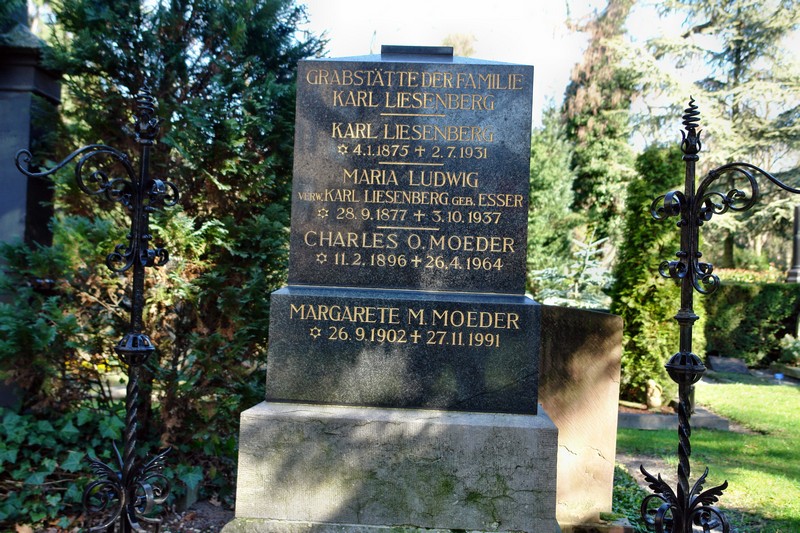 GRABSTÄTTE DER FAMILIE
KARL LIESENBERG
KARL LIESENBERG
✡ 4.1.1875 ✝ 2.7.1931
MARIA LUDWIG
VERW. KARL LIESENBERG GEB. ESSER
✡ 28.9.1877 ✝ 3.10.1937
CHARLES O. MOEDER
✡ 11.2.1896 ✝ 26.4.1964
MARGARETE M. MOEDER
✡ 26.9.1902 ✝ 27.11.1991